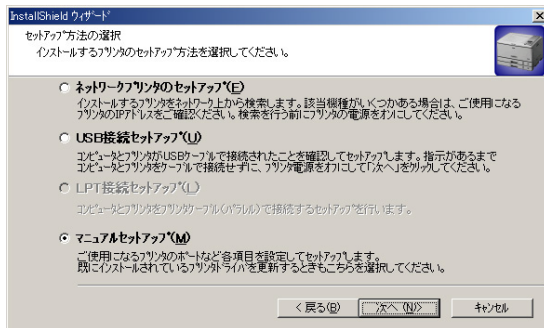 InstallShield ウィザード
セットアップ方法の選択
インストールするプリンタのセットアップ方法を選択してください。
ネットワークプリンタのセットアップ(E)
インストールするプリンタをネットワーク上から検索します。該当機種がいくつかある場合は、ご使用になる
プリンタのIPアドレスをご確認ください。検索を行う前にプリンタの電源をオンにしてください。
USB接続セットアップ(U)
コンピュータとプリンタがUSBケーブルで接続されたことを確認してセットアップします。指示があるまで
コンピュータとプリンタをケーブルで接続せずに、プリンタ電源をオフにして「次へ」をクリックしてください。
LPT接続セットアップ(L)
コンピュータとプリンタをプリンタケーブル(パラレル)で接続するセットアップを行います。
マニュアルセットアップ(M)
ご使用になるプリンタのポートなど各項目を設定してセットアップします。
既にインストールされているプリンタドライバを更新するときもこちらを選択してください。
< 戻る(B) 次へ (N)> キャンセル